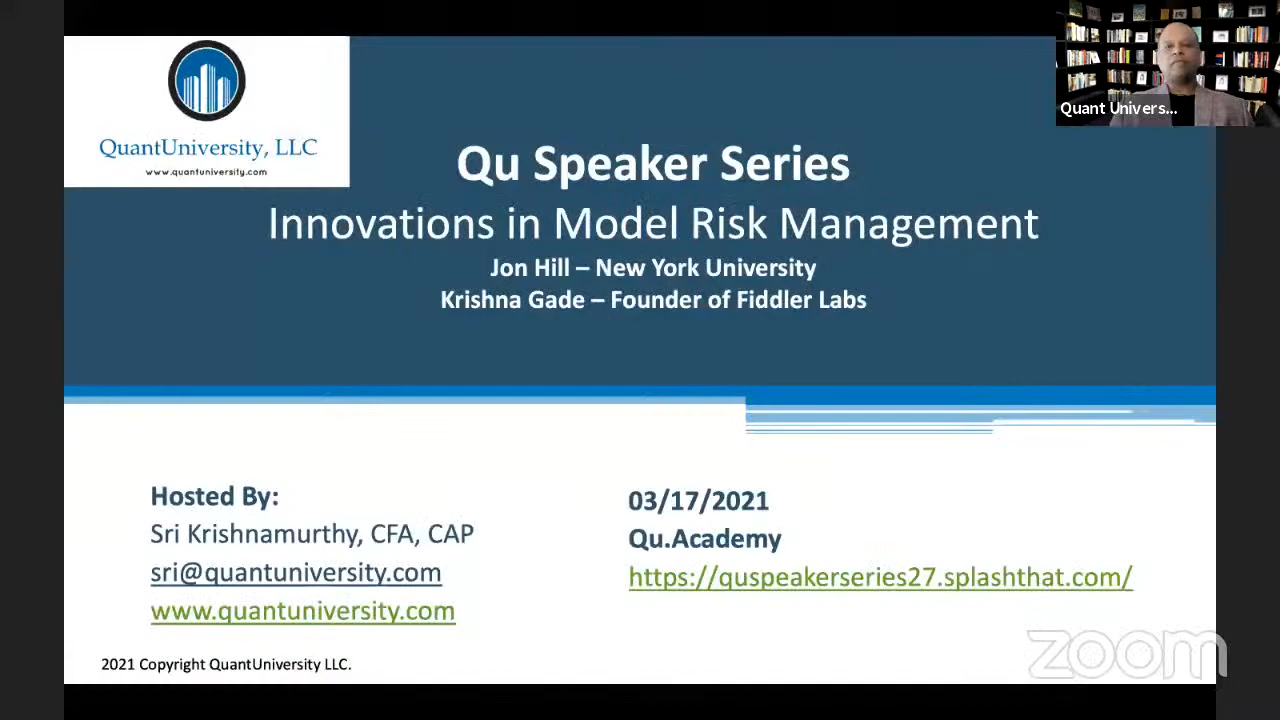 QuantUniversity, LLC
www.quantuniversity.com
Quant Univers...
Qu Speaker Series
Innovations in Model Risk Management
Jon Hill – New York University
Krishna Gade – Founder of Fiddler Labs
Hosted By:
Sri Krishnamurthy, CFA, CAP
sri@quantuniversity.com
www.quantuniversity.com
03/17/2021
Qu.Academy
https://quspeakerseries27.splashthat.com/
2021 Copyright QuantUniversity LLC.
zoom